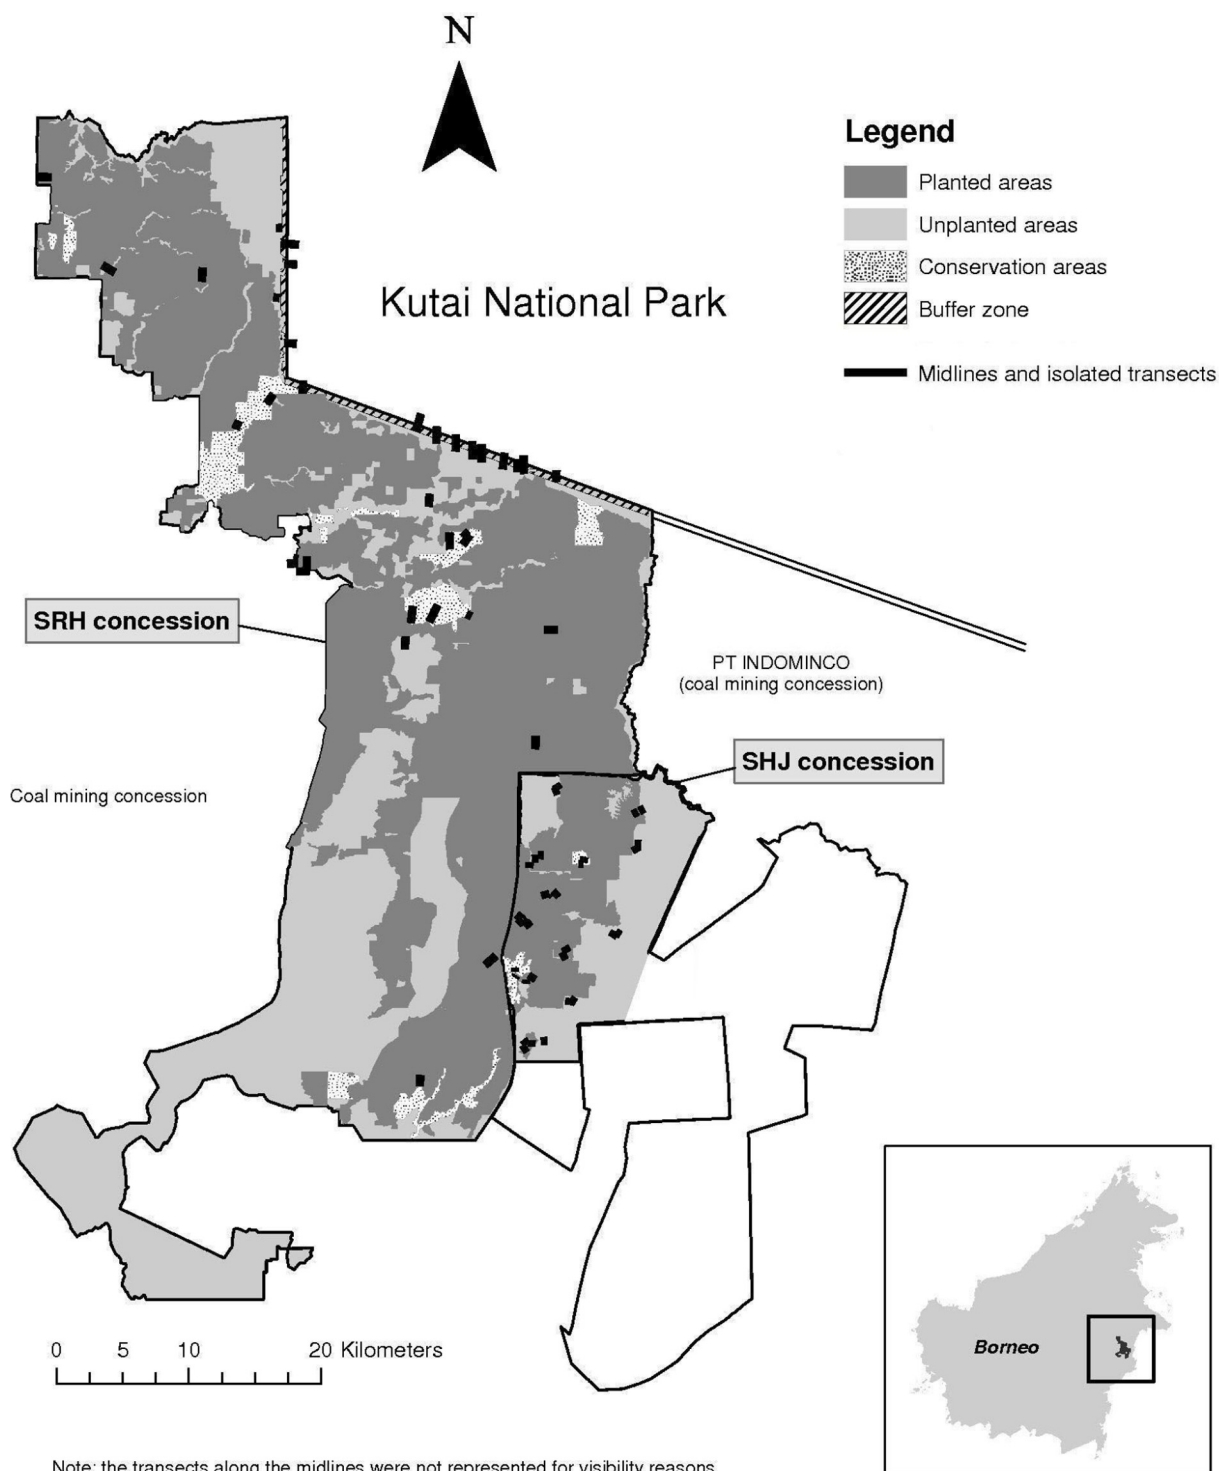 N
Legend
Planted areas
Unplanted areas
Conservation areas
Buffer zone
Midlines and isolated transects
Kutai National Park
SRH concession
PT INDOMINCO
(coal mining concession)
SHJ concession
Coal mining concession
Borneo
0 5 10 20 Kilometers
Note: the transects along the midlines were not represented for visibility reasons